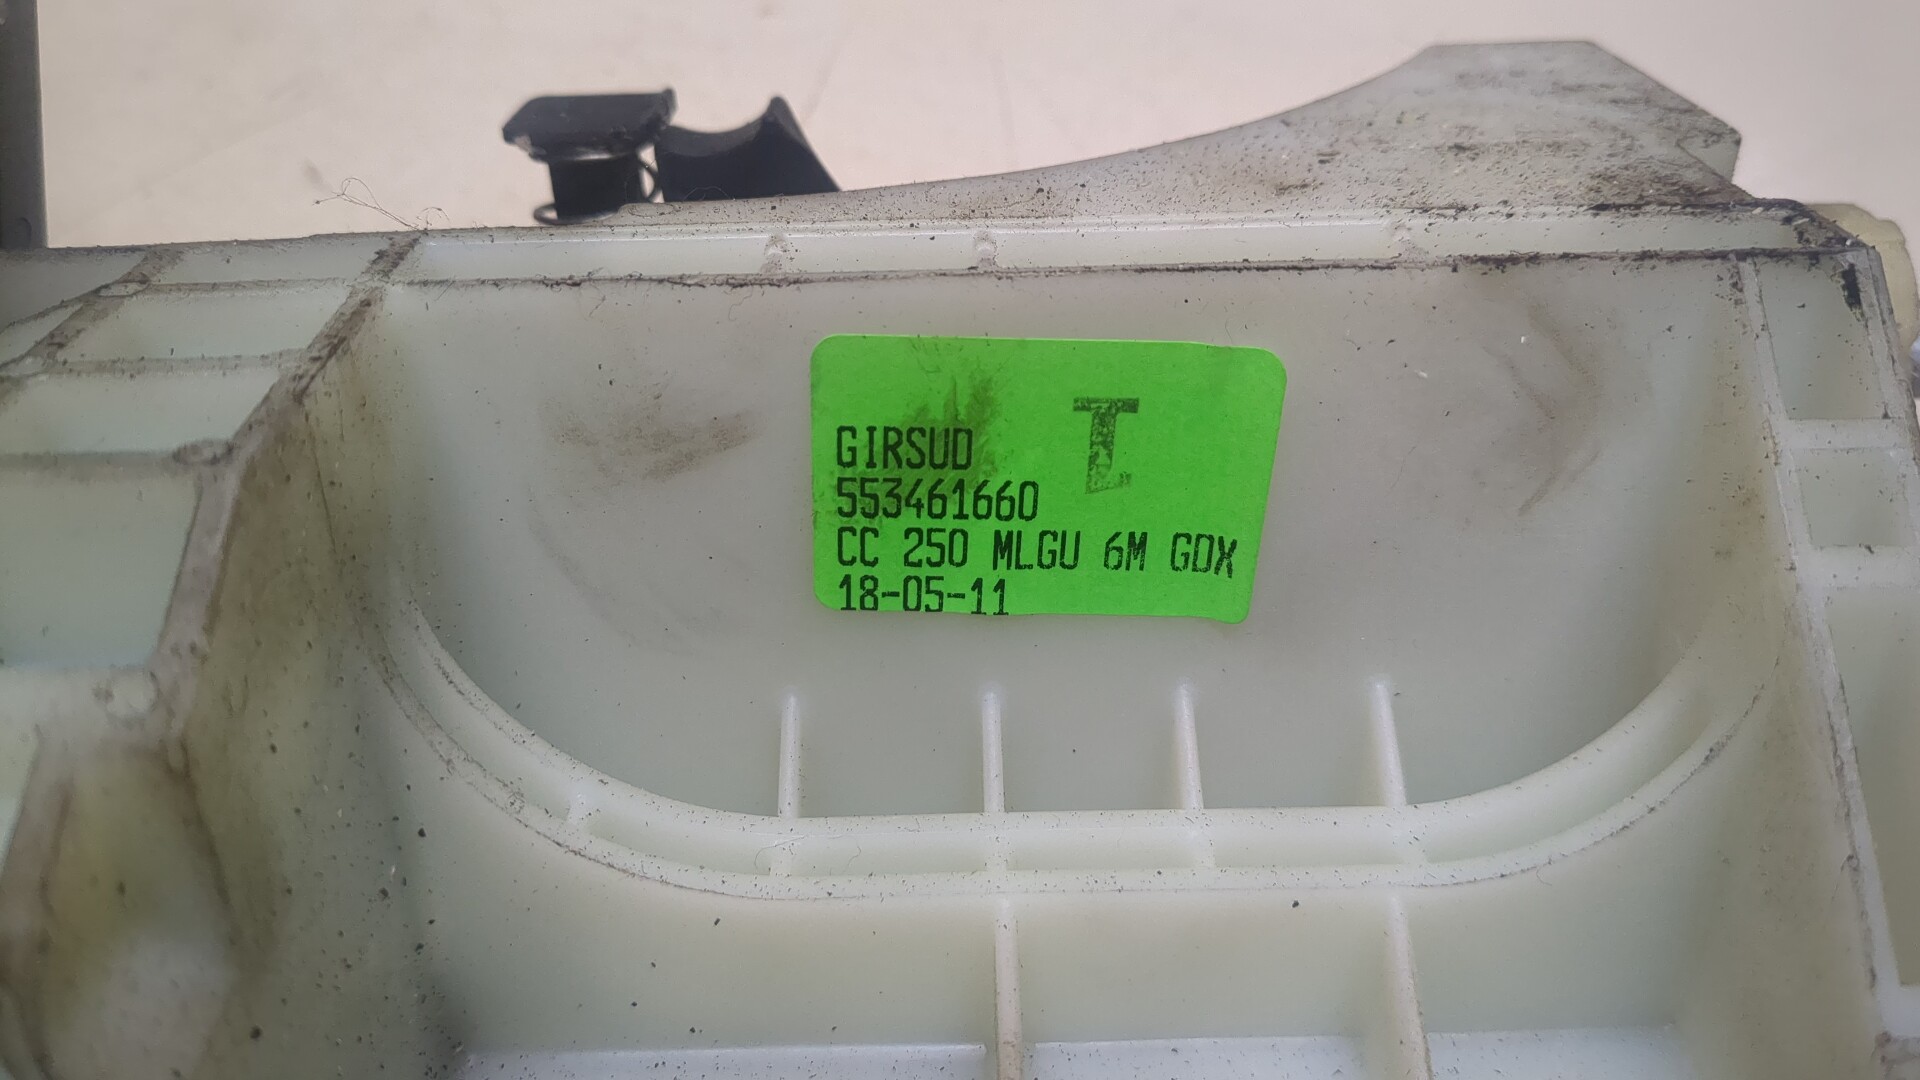 GIRSUD
553461660
CC 250 MLGU 6M GDX
18-05-11